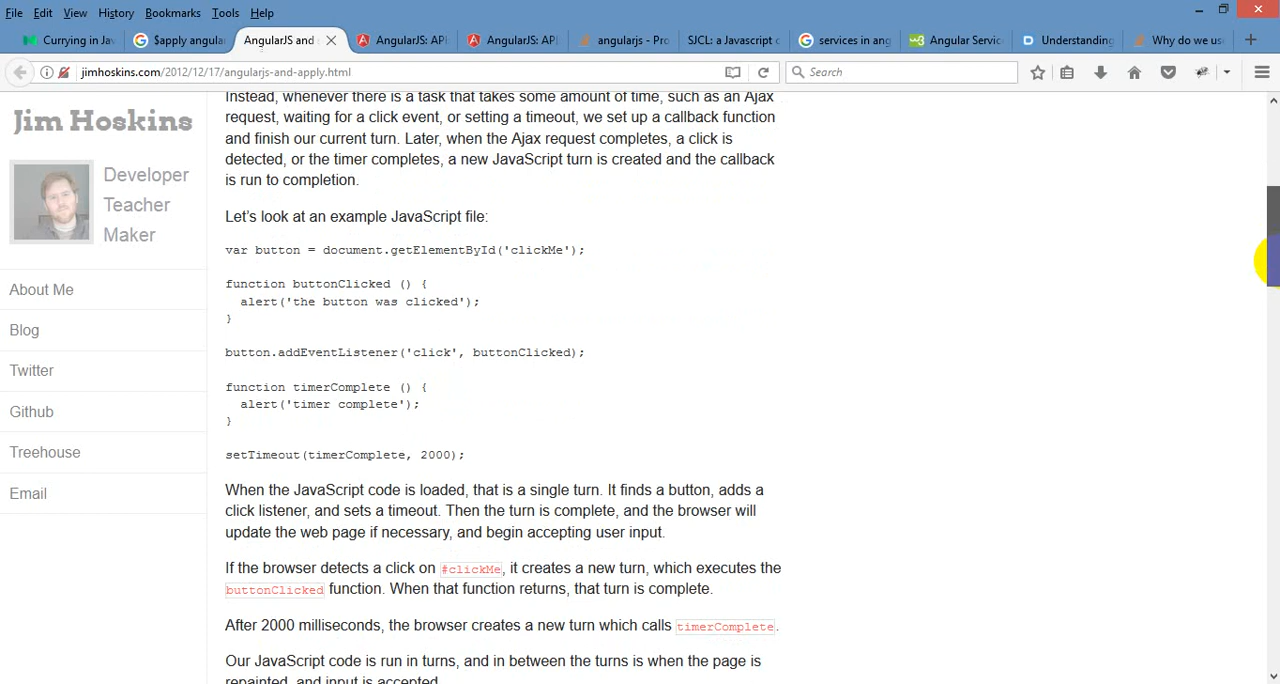 File Edit View History Bookmarks Tools Help
Currying in Jav
$apply angula
AngularJS and
AngularJS: API
AngularJS: API
angularjs - Pro
SJCL: a Javascript c
services in ang
Angular Servic
Understanding
Why do we us
jimhoskins.com/2012/12/17/angularjs-and-apply.html
Search
Jim Hoskins
Developer
Teacher
Maker
About Me
Blog
Twitter
Github
Treehouse
Email
Instead, whenever there is a task that takes some amount of time, such as an Ajax
request, waiting for a click event, or setting a timeout, we set up a callback function
and finish our current turn. Later, when the Ajax request completes, a click is
detected, or the timer completes, a new JavaScript turn is created and the callback
is run to completion.
Let's look at an example JavaScript file:
var button = document.getElementById('clickMe');
function buttonClicked () {
alert('the button was clicked');
}
button.addEventListener('click', buttonClicked);
function timerComplete () {
alert('timer complete');
}
setTimeout(timerComplete, 2000);
When the JavaScript code is loaded, that is a single turn. It finds a button, adds a
click listener, and sets a timeout. Then the turn is complete, and the browser will
update the web page if necessary, and begin accepting user input.
If the browser detects a click on #clickMe, it creates a new turn, which executes the
buttonClicked function. When that function returns, that turn is complete.
After 2000 milliseconds, the browser creates a new turn which calls timerComplete.
Our JavaScript code is run in turns, and in between the turns is when the page is
repainted, and input is accepted.